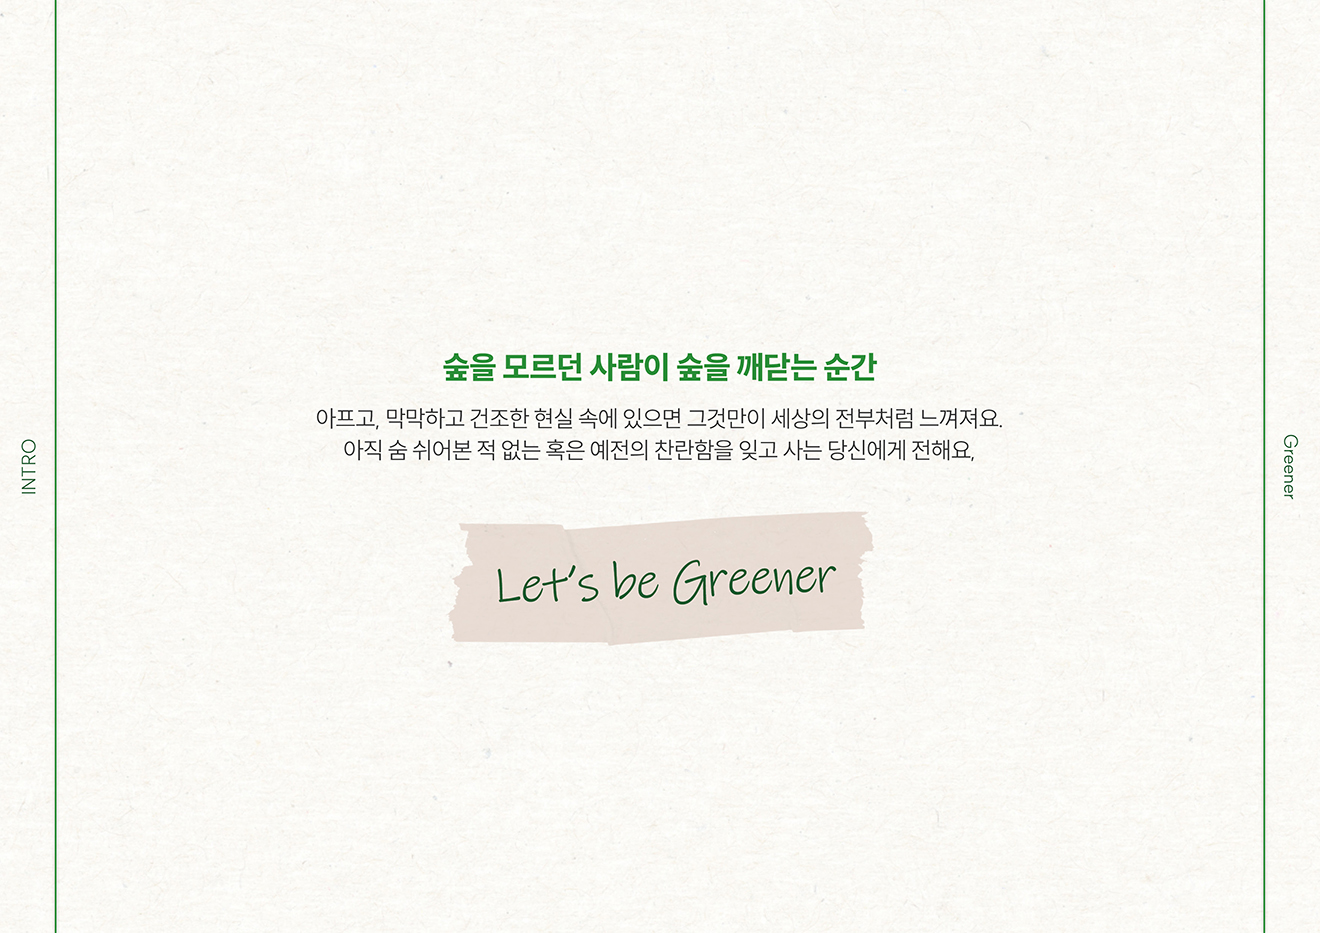 INTRO
숲을 모르던 사람이 숲을 깨닫는 순간
아프고, 막막하고 건조한 현실 속에 있으면 그것만이 세상의 전부처럼 느껴져요.
아직 숨 쉬어본 적 없는 혹은 예전의 찬란함을 잊고 사는 당신에게 전해요,
Let's be Greener
Greener